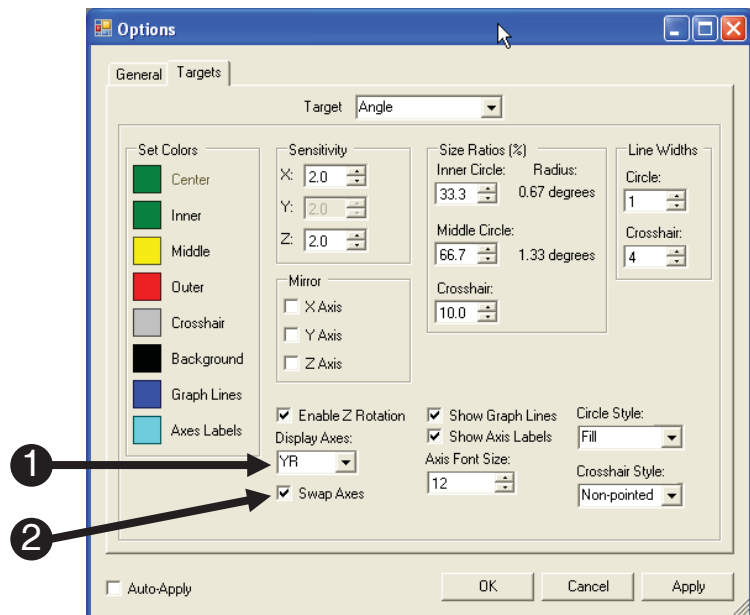 Options
General Targets
Target Angle
Set Colors
Center
Inner
Middle
Outer
Crosshair
Background
Graph Lines
Axes Labels
Sensitivity
X: 2.0
Y: 2.0
Z: 2.0
Mirror
X Axis
Y Axis
Z Axis
Size Ratios (%)
Inner Circle: Radius:
33.3 0.67 degrees
Middle Circle:
66.7 1.33 degrees
Crosshair:
10.0
Line Widths
Circle:
1
Crosshair:
4
Enable Z Rotation
Display Axes:
YR
Swap Axes
Show Graph Lines
Show Axis Labels
Axis Font Size:
12
Circle Style:
Fill
Crosshair Style:
Non-pointed
1
2
Auto-Apply
OK Cancel Apply